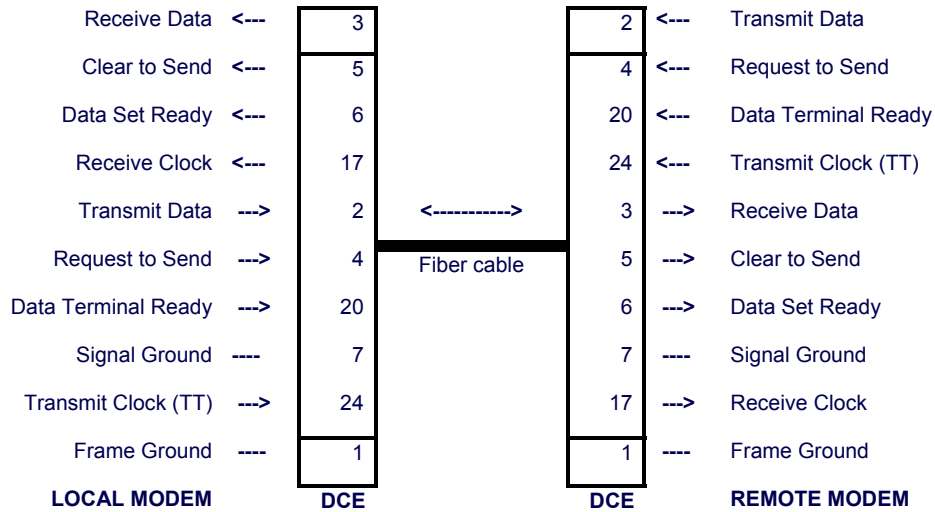 Receive Data <--- 3 2 <--- Transmit Data
Clear to Send <--- 5 4 <--- Request to Send
Data Set Ready <--- 6 20 <--- Data Terminal Ready
Receive Clock <--- 17 24 <--- Transmit Clock (TT)
Transmit Data ---> 2 <-----------> 3 ---> Receive Data
Request to Send ---> 4 Fiber cable 5 ---> Clear to Send
Data Terminal Ready ---> 20 6 ---> Data Set Ready
Signal Ground ---- 7 7 ---- Signal Ground
Transmit Clock (TT) ---> 24 17 ---> Receive Clock
Frame Ground ---- 1 1 ---- Frame Ground
LOCAL MODEM DCE DCE REMOTE MODEM